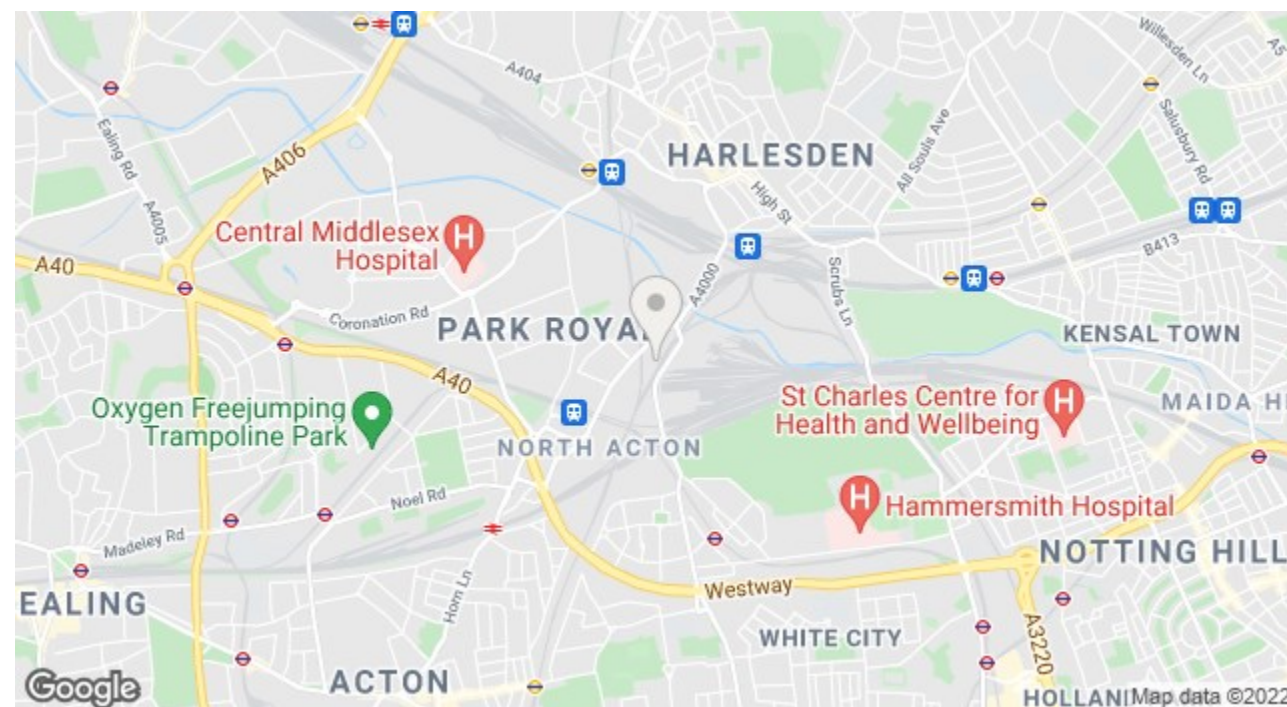 A404
Willesden Ln
A5
Ealing Rd
A406
HARLESDEN
All Souls Ave
Salusbury Rd
High St
A4005
Central Middlesex
Hospital
H
A40
A4000
Scrubs Ln
B413
Coronation Rd
PARK ROYAL
KENSAL TOWN
A40
Oxygen Freejumping
Trampoline Park
St Charles Centre for
Health and Wellbeing
H
MAIDA H
NORTH ACTON
Noel Rd
H
Hammersmith Hospital
Madeley Rd
NOTTING HILL
Westway
EALING
Horn Ln
WHITE CITY
A3220
ACTON
Google
HOLLAND
Map data ©2022